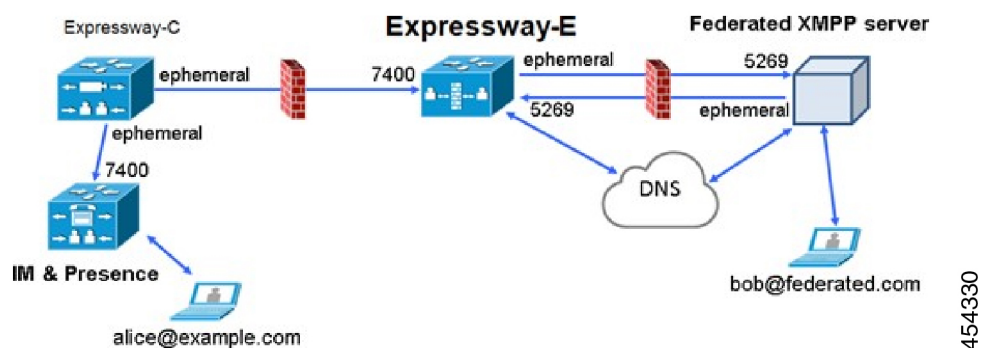 Expressway-C
Expressway-E
Federated XMPP server
ephemeral
7400
ephemeral
5269
5269
ephemeral
ephemeral
7400
DNS
IM & Presence
alice@example.com
bob@federated.com
454330